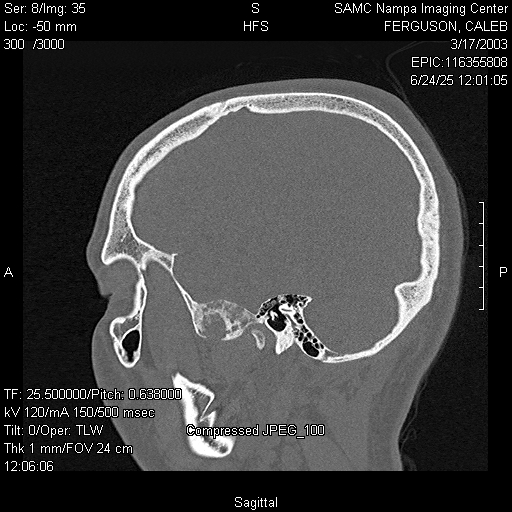 Ser: 8/Img: 35
Loc: -50 mm
300 /3000
S
HFS
SAMC Nampa Imaging Center
FERGUSON, CALEB
3/17/2003
EPIC:116355808
6/24/25 12:01:05
A
P
TF: 25.500000/Pitch: 0.638000
kV 120/mA 150/500 msec
Tilt: 0/Oper: TLW
Thk 1 mm/FOV 24 cm
12:06:06
Compressed JPEG_100
Sagittal